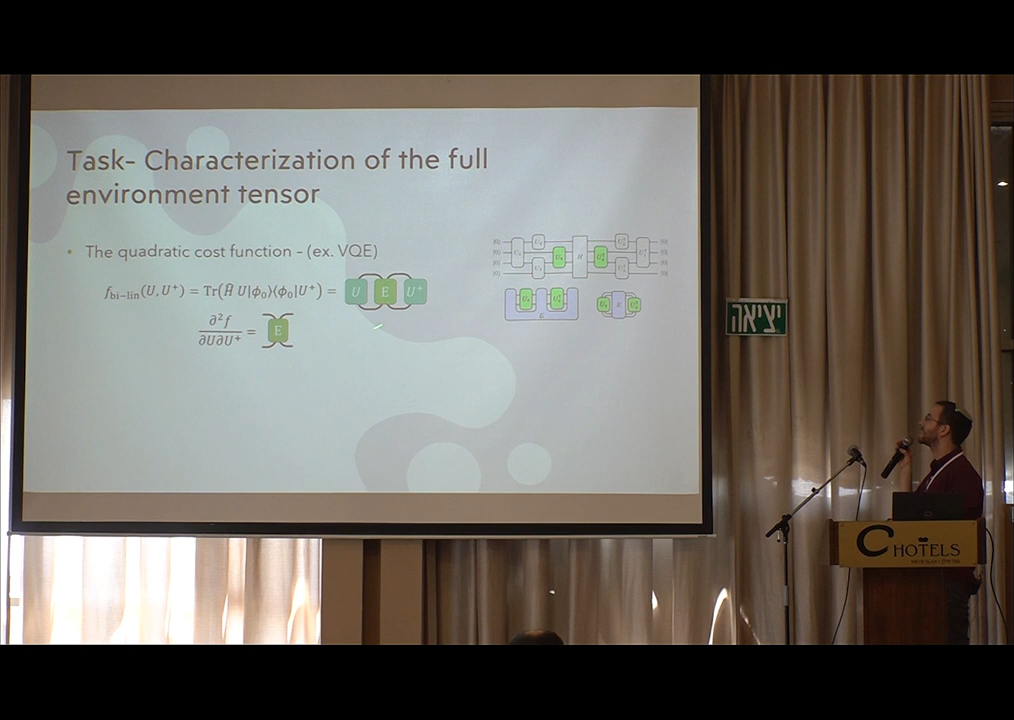 Task- Characterization of the full
environment tensor
• The quadratic cost function - (ex. VQE)
f_bi-lin(U, U⁺) = Tr(Ĥ U|ϕ₀⟩⟨ϕ₀|U⁺) = U E U⁺
∂²f / ∂U∂U⁺ = E
יציאה
C HOTELS